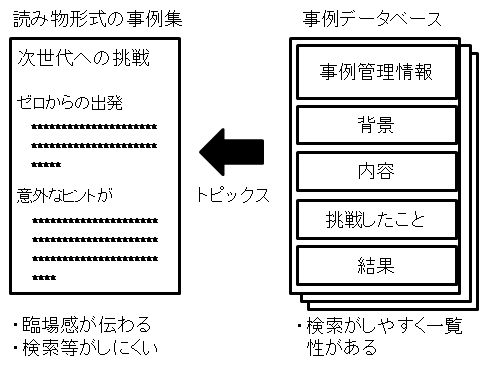 読み物形式の事例集
次世代への挑戦
ゼロからの出発
*********************
*********************
*****
意外なヒントが
*********************
*********************
*********************
****
トピックス
事例データベース
事例管理情報
背景
内容
挑戦したこと
結果
・臨場感が伝わる
・検索等がしにくい
・検索がしやすく一覧
性がある